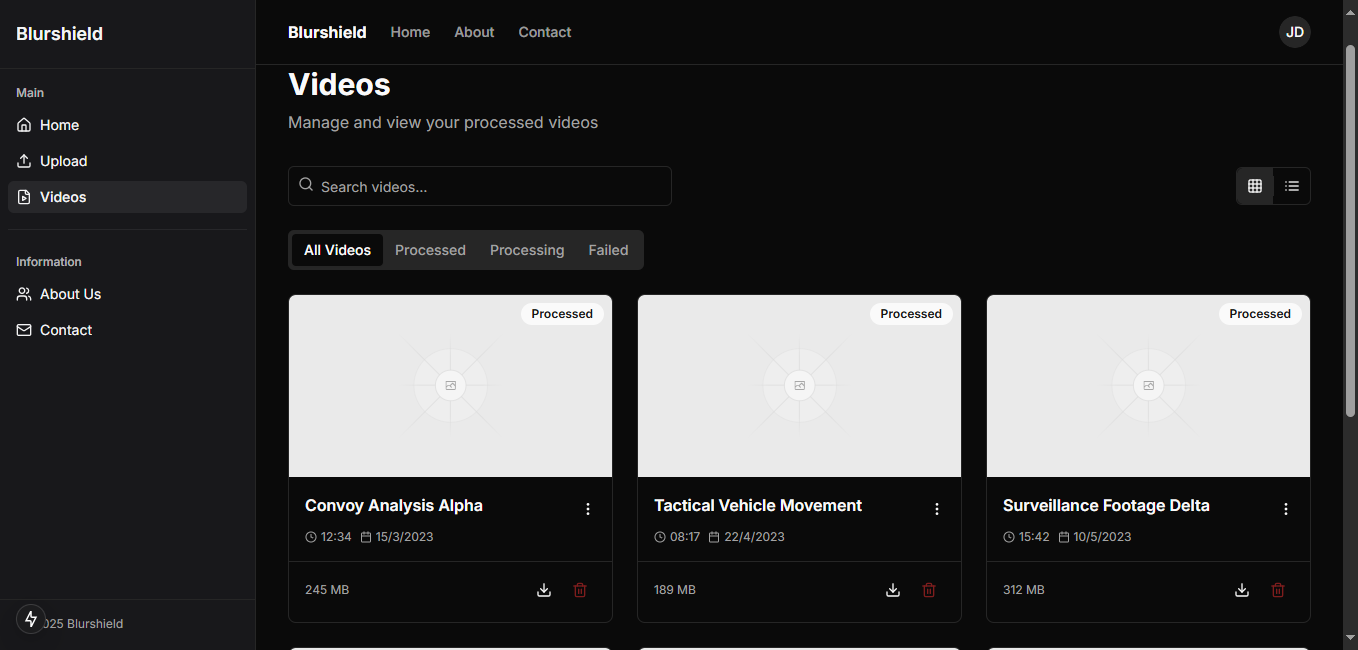 Blurshield
Main
Home
Upload
Videos
Information
About Us
Contact
025 Blurshield
Blurshield Home About Contact JD
Videos
Manage and view your processed videos
Search videos...
All Videos Processed Processing Failed
Processed
Convoy Analysis Alpha
12:34 15/3/2023
245 MB
Processed
Tactical Vehicle Movement
08:17 22/4/2023
189 MB
Processed
Surveillance Footage Delta
15:42 10/5/2023
312 MB